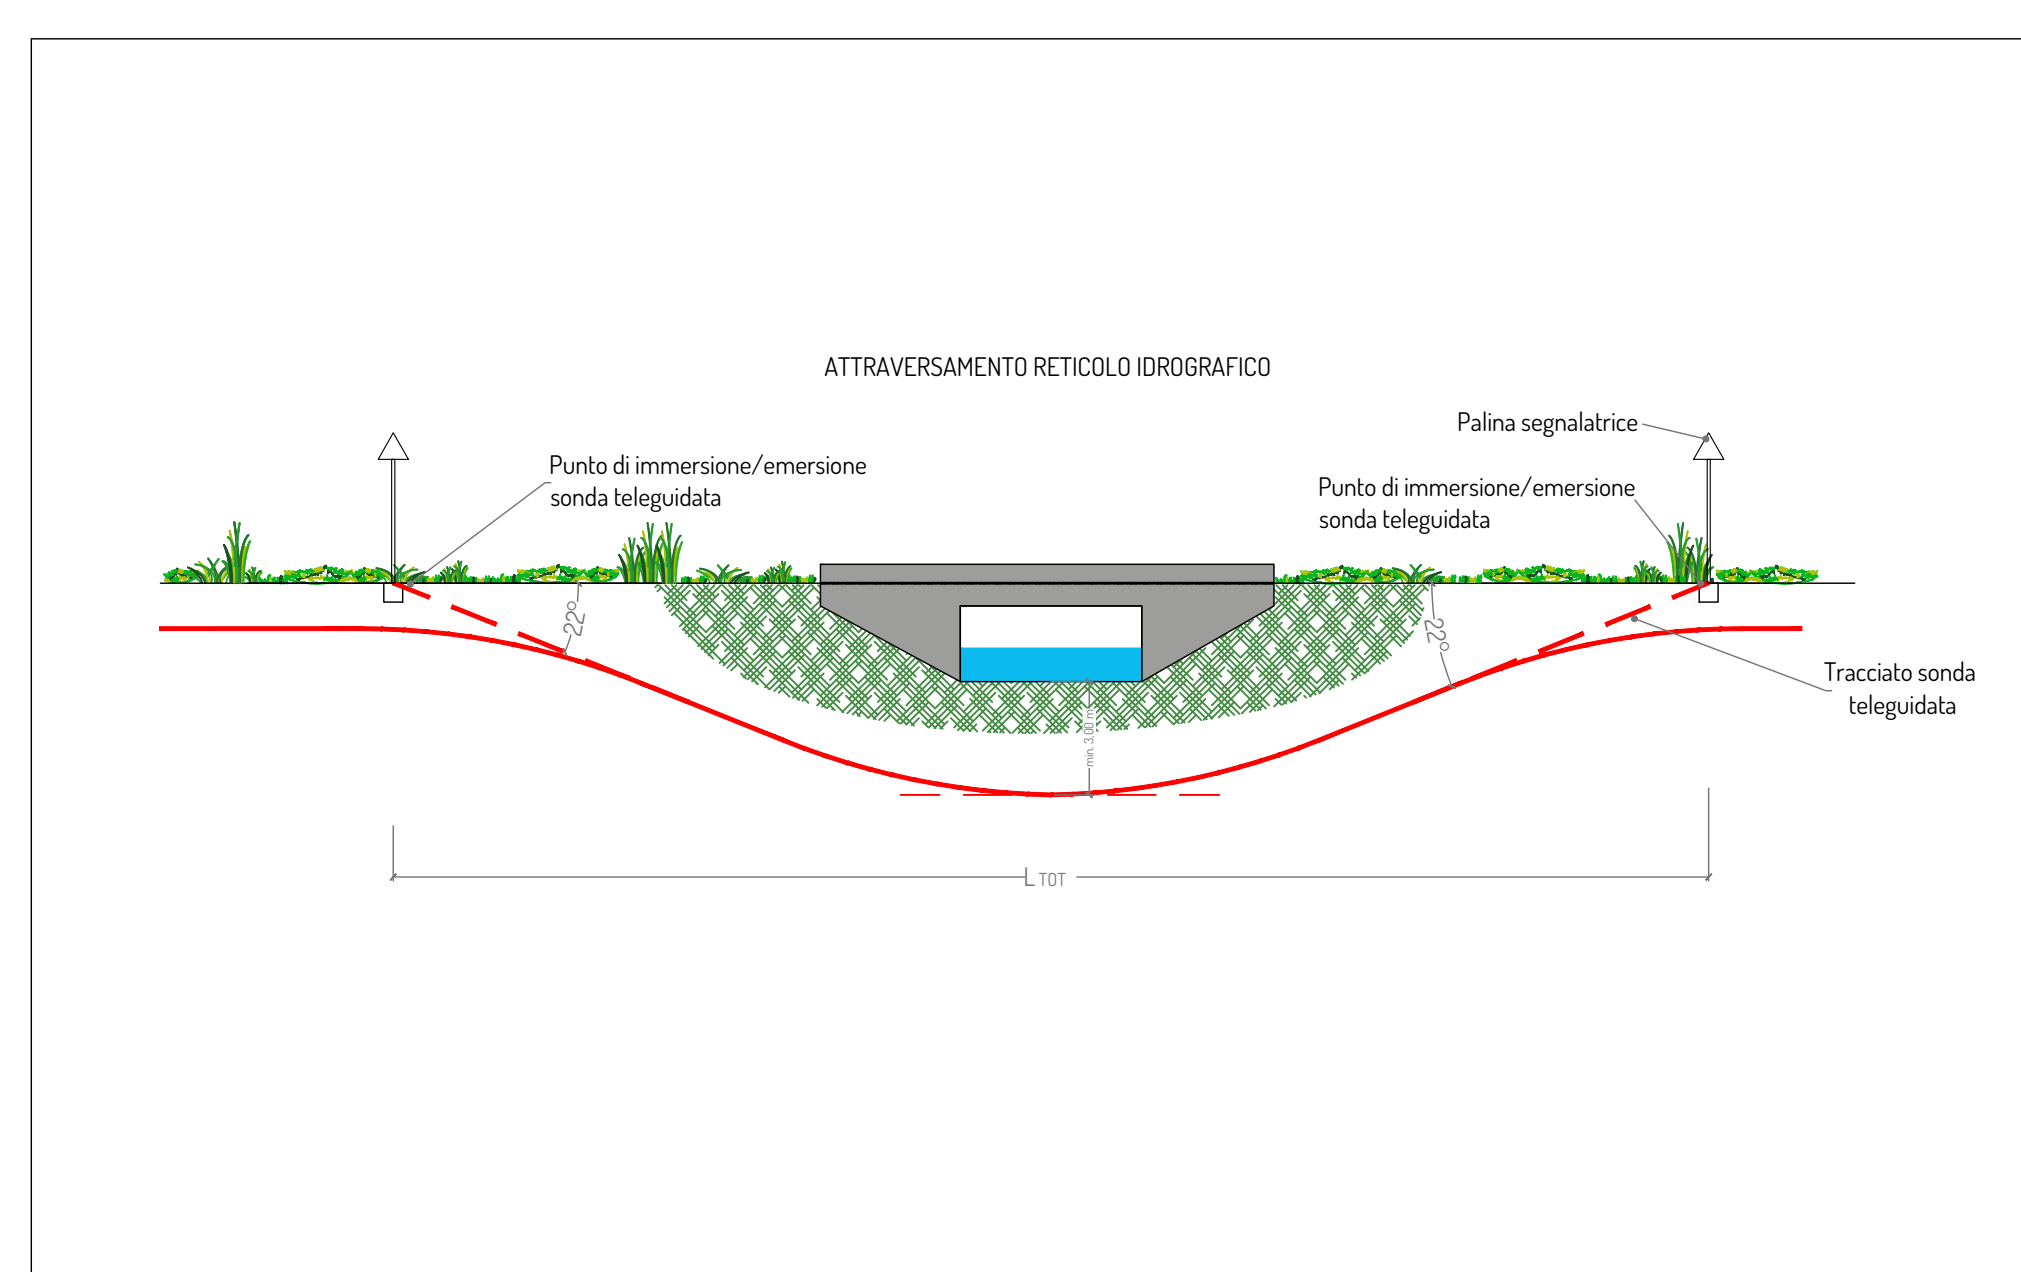 ATTRAVERSAMENTO RETICOLO IDROGRAFICO
Palina segnalatrice
Punto di immersione/emersione
sonda teleguidata
Punto di immersione/emersione
sonda teleguidata
22°
22°
Tracciato sonda
teleguidata
min. 3,00 m
L TOT